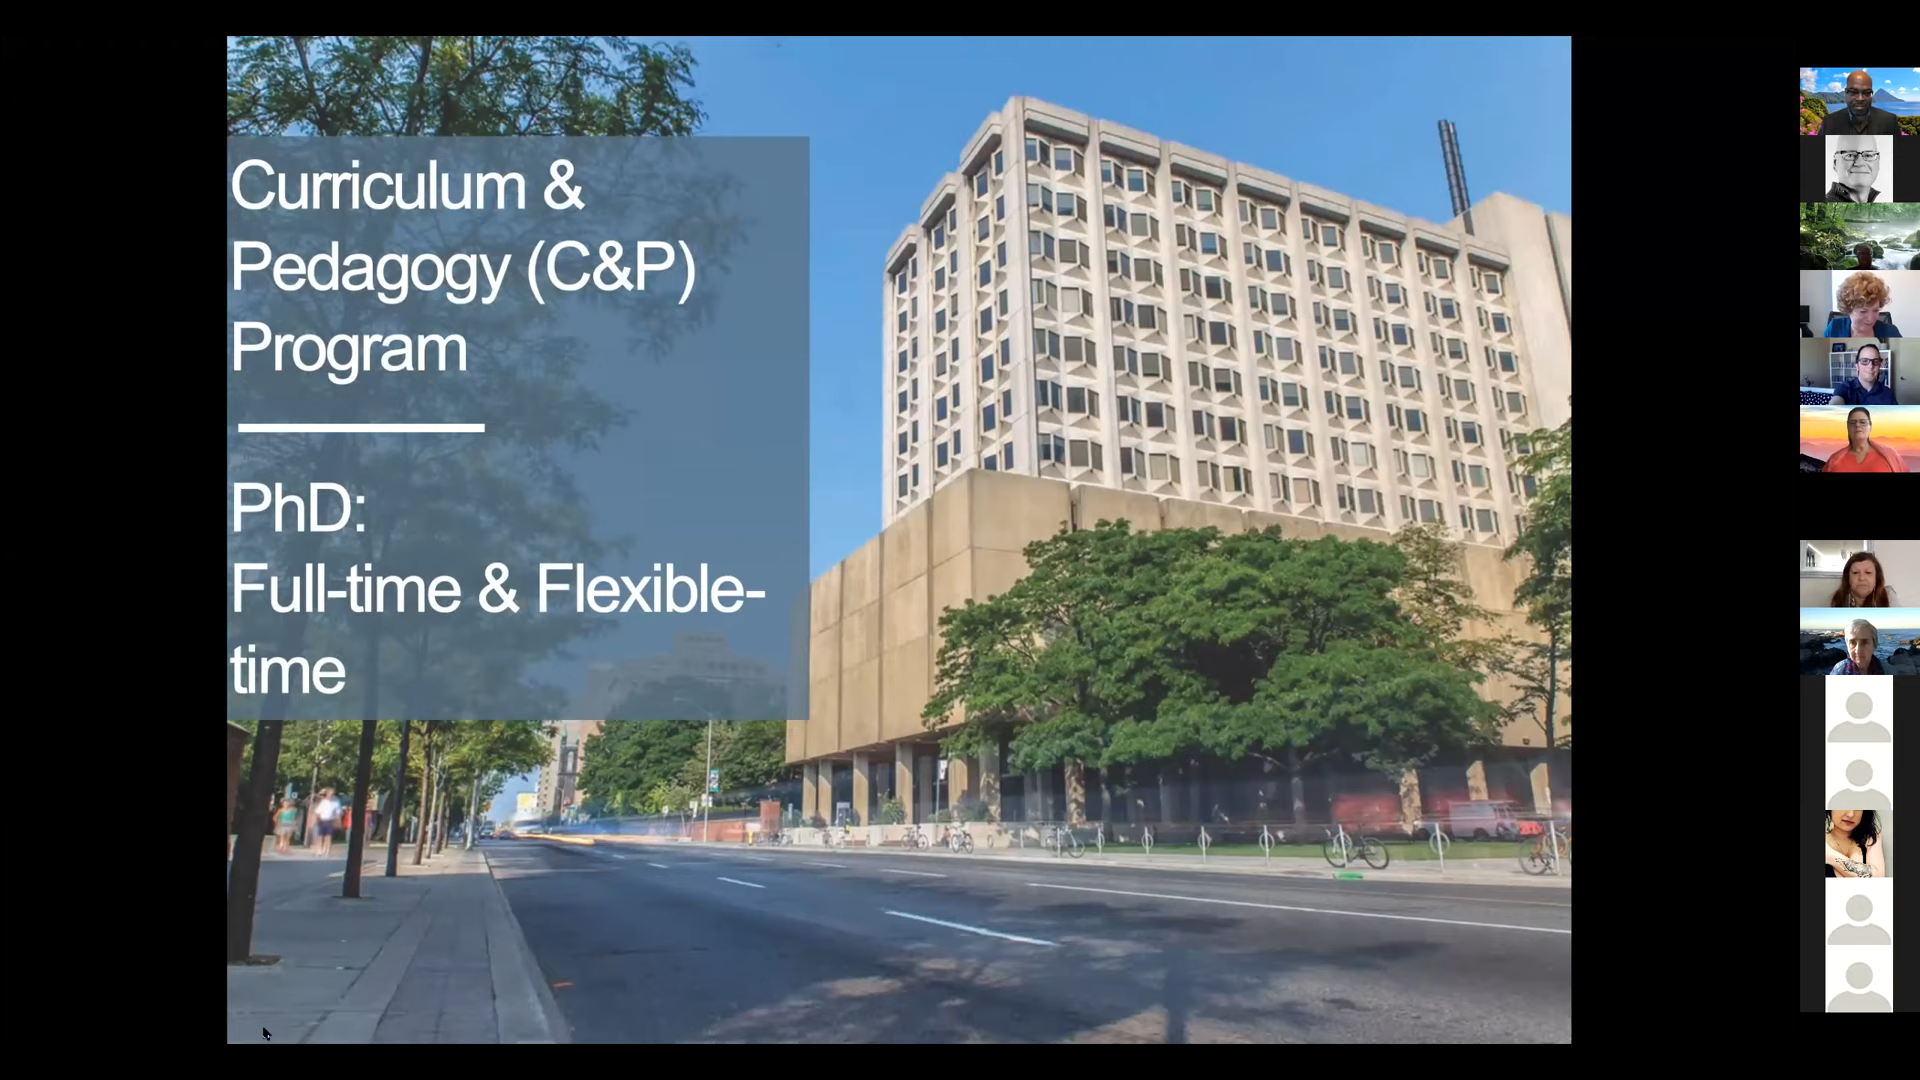 Curriculum &
Pedagogy (C&P)
Program
PhD:
Full-time & Flexible-
time